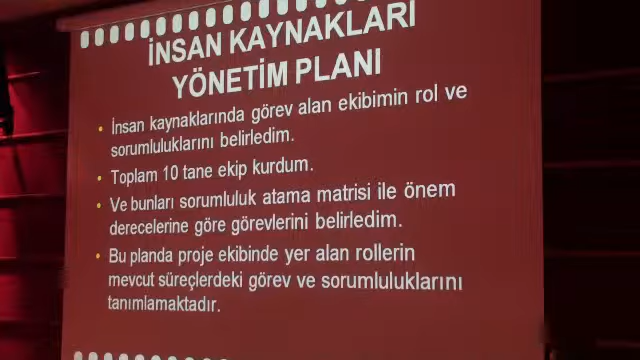 İNSAN KAYNAKLARI
YÖNETİM PLANI
• İnsan kaynaklarında görev alan ekibimin rol ve
sorumluluklarını belirledim.
• Toplam 10 tane ekip kurdum.
• Ve bunları sorumluluk atama matrisi ile önem
derecelerine göre görevlerini belirledim.
• Bu planda proje ekibinde yer alan rollerin
mevcut süreçlerdeki görev ve sorumluluklarını
tanımlamaktadır.